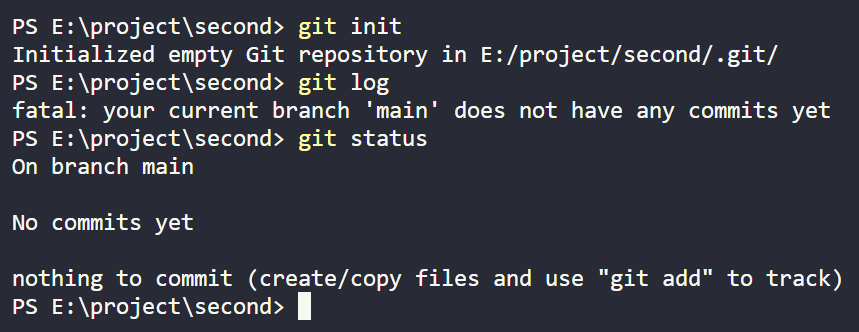 PS E:\project\second> git init
Initialized empty Git repository in E:/project/second/.git/
PS E:\project\second> git log
fatal: your current branch 'main' does not have any commits yet
PS E:\project\second> git status
On branch main
No commits yet
nothing to commit (create/copy files and use "git add" to track)
PS E:\project\second>